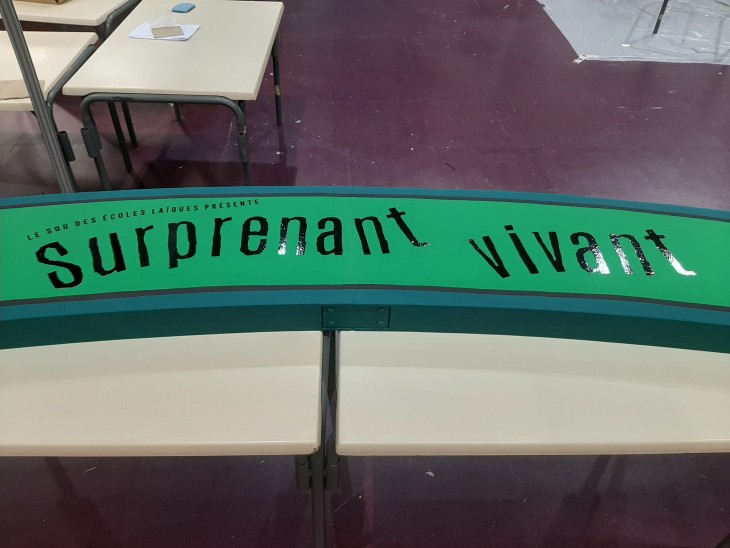 LE SOU DES ÉCOLES LAÏQUES PRÉSENTE
surprenant vivant